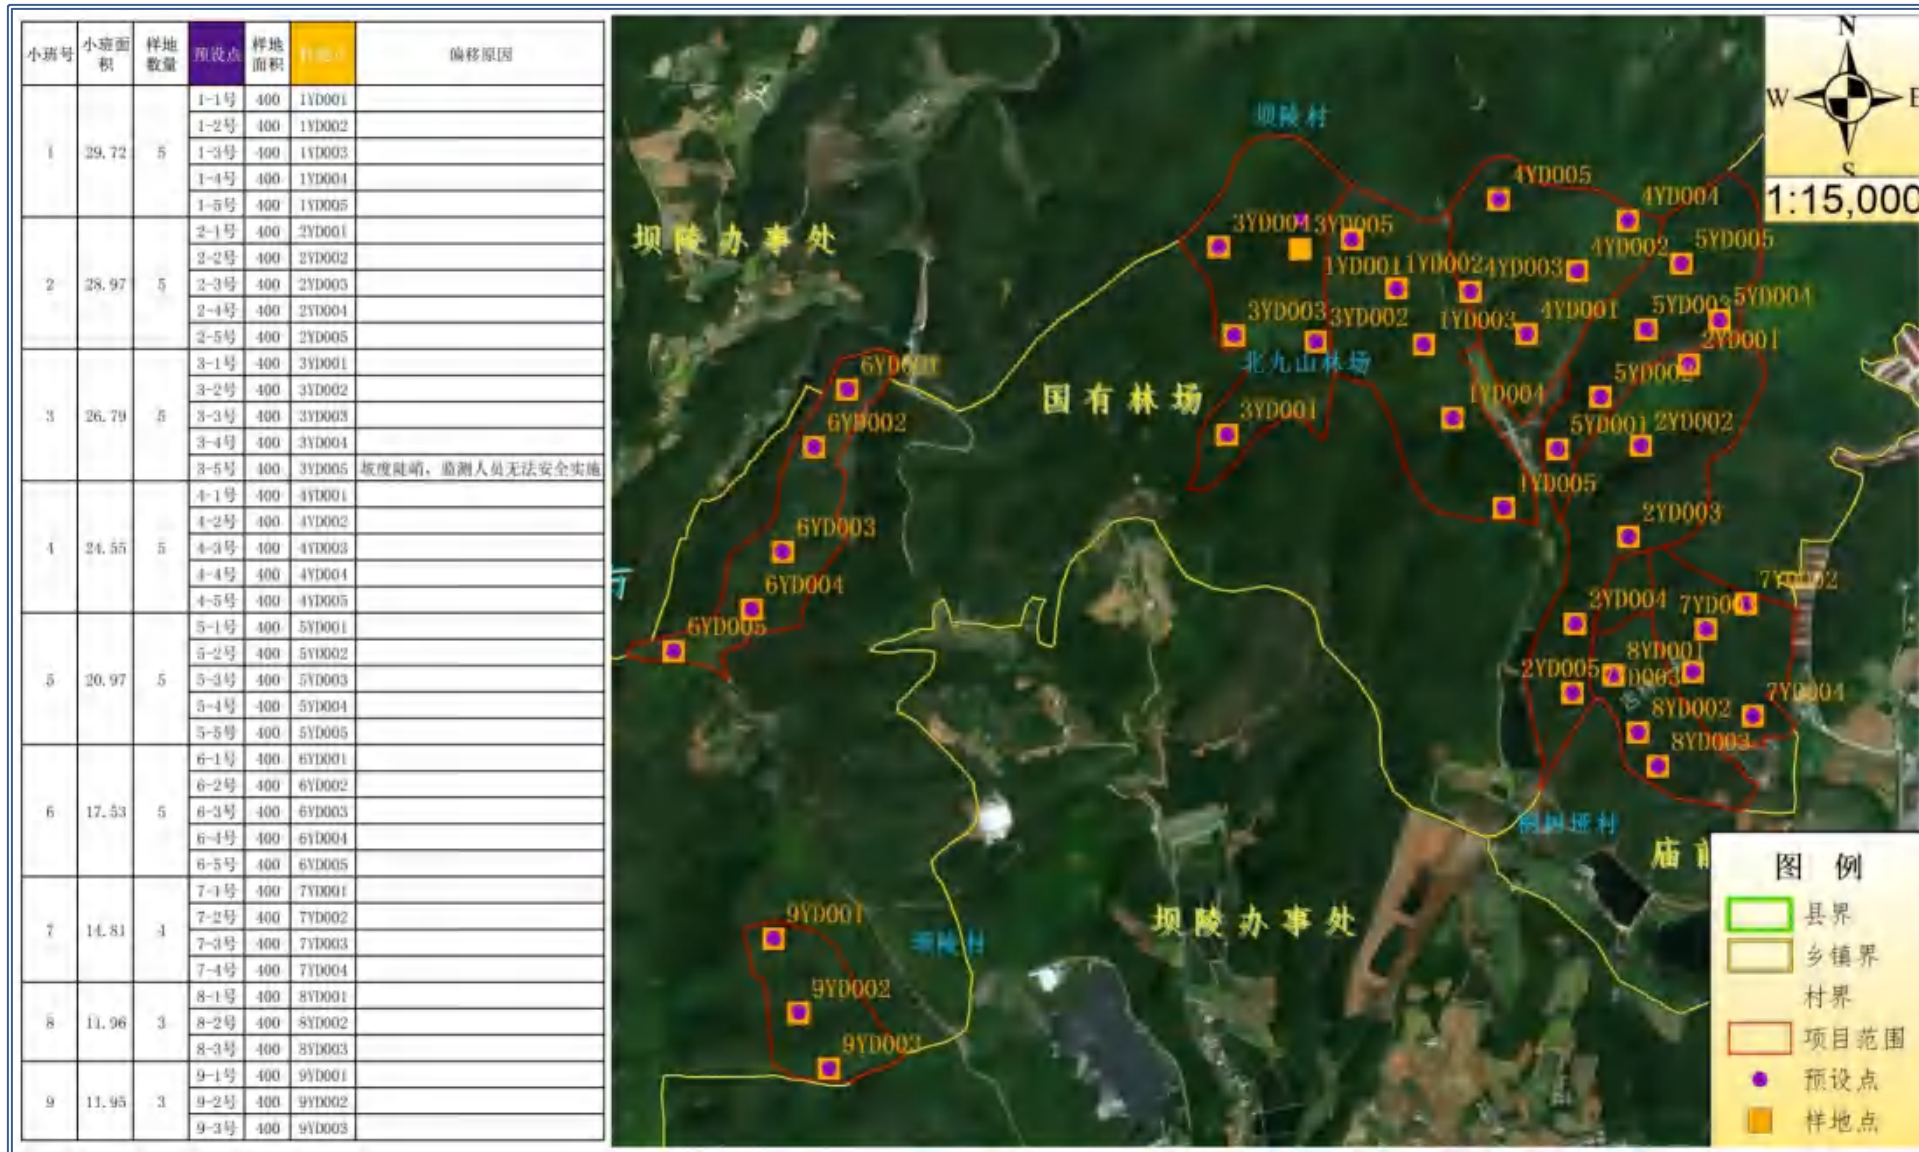 小班号 小班面积 样地数量 预设点 样地面积 样地点 偏移原因
1 29.72 5
1-1号 400 1YD001
1-2号 400 1YD002
1-3号 400 1YD003
1-4号 400 1YD004
1-5号 400 1YD005
2 28.97 5
2-1号 400 2YD001
2-2号 400 2YD002
2-3号 400 2YD003
2-4号 400 2YD004
2-5号 400 2YD005
3 26.79 5
3-1号 400 3YD001
3-2号 400 3YD002
3-3号 400 3YD003
3-4号 400 3YD004
3-5号 400 3YD005 坡度陡峭，监测人员无法安全实施
4 24.55 5
4-1号 400 4YD001
4-2号 400 4YD002
4-3号 400 4YD003
4-4号 400 4YD004
4-5号 400 4YD005
5 20.97 5
5-1号 400 5YD001
5-2号 400 5YD002
5-3号 400 5YD003
5-4号 400 5YD004
5-5号 400 5YD005
6 17.53 5
6-1号 400 6YD001
6-2号 400 6YD002
6-3号 400 6YD003
6-4号 400 6YD004
6-5号 400 6YD005
7 14.81 4
7-1号 400 7YD001
7-2号 400 7YD002
7-3号 400 7YD003
7-4号 400 7YD004
8 11.96 3
8-1号 400 8YD001
8-2号 400 8YD002
8-3号 400 8YD003
9 11.95 3
9-1号 400 9YD001
9-2号 400 9YD002
9-3号 400 9YD003
N
W E
S
1:15,000
坝陵村
4YD005
4YD004
坝陵办事处
3YD004
3YD005
4YD002
5YD005
1YD001
1YD002
4YD003
3YD003
3YD002
1YD003
4YD001
5YD003
5YD004
2YD001
北九山林场
6YD001
5YD002
国有林场
3YD001
1YD004
6YD002
5YD001
2YD002
1YD005
6YD003
2YD003
6YD004
7YD002
2YD004
6YD005
8YD001
2YD005
7YD003
7YD004
8YD002
8YD003
坝陵办事处
9YD001
坝陵村
9YD002
9YD003
庙前
图 例
县界
乡镇界
村界
项目范围
预设点
样地点